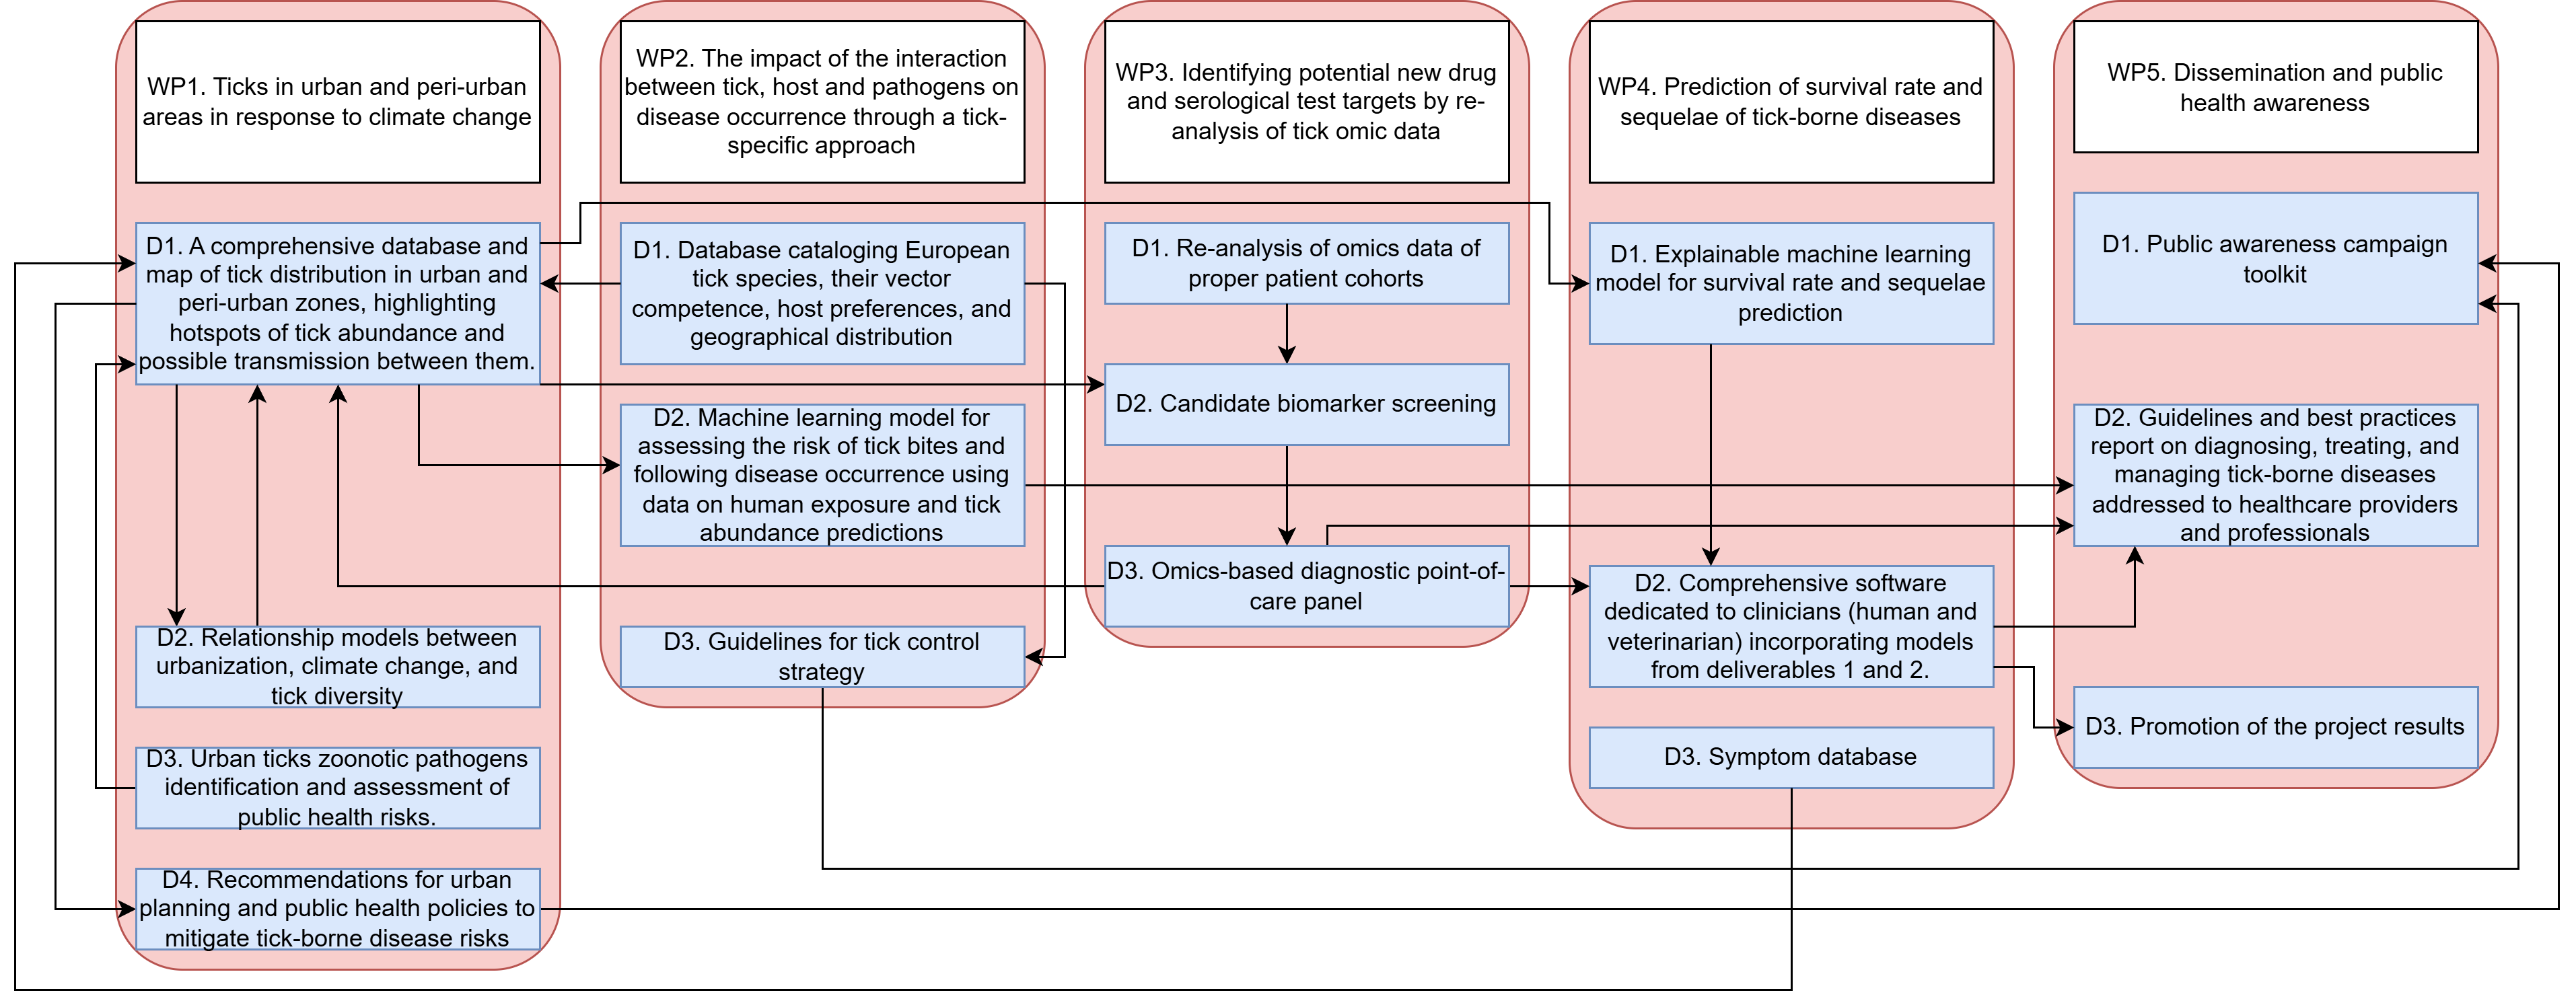 WP1. Ticks in urban and peri-urban
areas in response to climate change
D1. A comprehensive database and
map of tick distribution in urban and
peri-urban zones, highlighting
hotspots of tick abundance and
possible transmission between them.
D2. Relationship models between
urbanization, climate change, and
tick diversity
D3. Urban ticks zoonotic pathogens
identification and assessment of
public health risks.
D4. Recommendations for urban
planning and public health policies to
mitigate tick-borne disease risks
WP2. The impact of the interaction
between tick, host and pathogens on
disease occurrence through a tick-
specific approach
D1. Database cataloging European
tick species, their vector
competence, host preferences, and
geographical distribution
D2. Machine learning model for
assessing the risk of tick bites and
following disease occurrence using
data on human exposure and tick
abundance predictions
D3. Guidelines for tick control
strategy
WP3. Identifying potential new drug
and serological test targets by re-
analysis of tick omic data
D1. Re-analysis of omics data of
proper patient cohorts
D2. Candidate biomarker screening
D3. Omics-based diagnostic point-of-
care panel
WP4. Prediction of survival rate and
sequelae of tick-borne diseases
D1. Explainable machine learning
model for survival rate and sequelae
prediction
D2. Comprehensive software
dedicated to clinicians (human and
veterinarian) incorporating models
from deliverables 1 and 2.
D3. Symptom database
WP5. Dissemination and public
health awareness
D1. Public awareness campaign
toolkit
D2. Guidelines and best practices
report on diagnosing, treating, and
managing tick-borne diseases
addressed to healthcare providers
and professionals
D3. Promotion of the project results